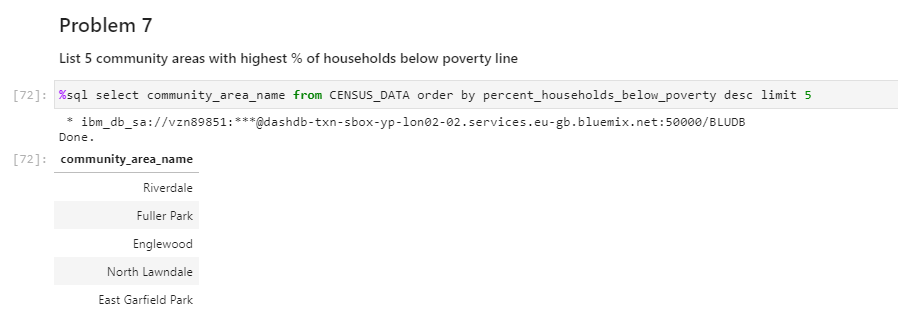 Problem 7
List 5 community areas with highest % of households below poverty line
[72]: %sql select community_area_name from CENSUS_DATA order by percent_households_below_poverty desc limit 5
* ibm_db_sa://vzn89851:***@dashdb-txn-sbox-yp-lon02-02.services.eu-gb.bluemix.net:50000/BLUDB
Done.
[72]: community_area_name
Riverdale
Fuller Park
Englewood
North Lawndale
East Garfield Park